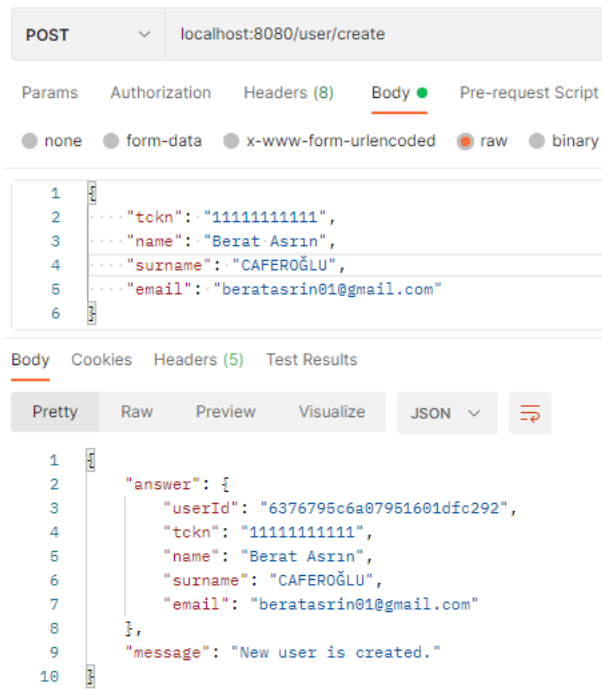 POST localhost:8080/user/create
Params Authorization Headers (8) Body Pre-request Script
none form-data x-www-form-urlencoded raw binary
1 {
2 "tckn": "11111111111",
3 "name": "Berat Asrın",
4 "surname": "CAFEROĞLU",
5 "email": "beratasrin01@gmail.com"
6 }
Body Cookies Headers (5) Test Results
Pretty Raw Preview Visualize JSON
1 {
2 "answer": {
3 "userId": "6376795c6a07951601dfc292",
4 "tckn": "11111111111",
5 "name": "Berat Asrın",
6 "surname": "CAFEROĞLU",
7 "email": "beratasrin01@gmail.com"
8 },
9 "message": "New user is created."
10 }